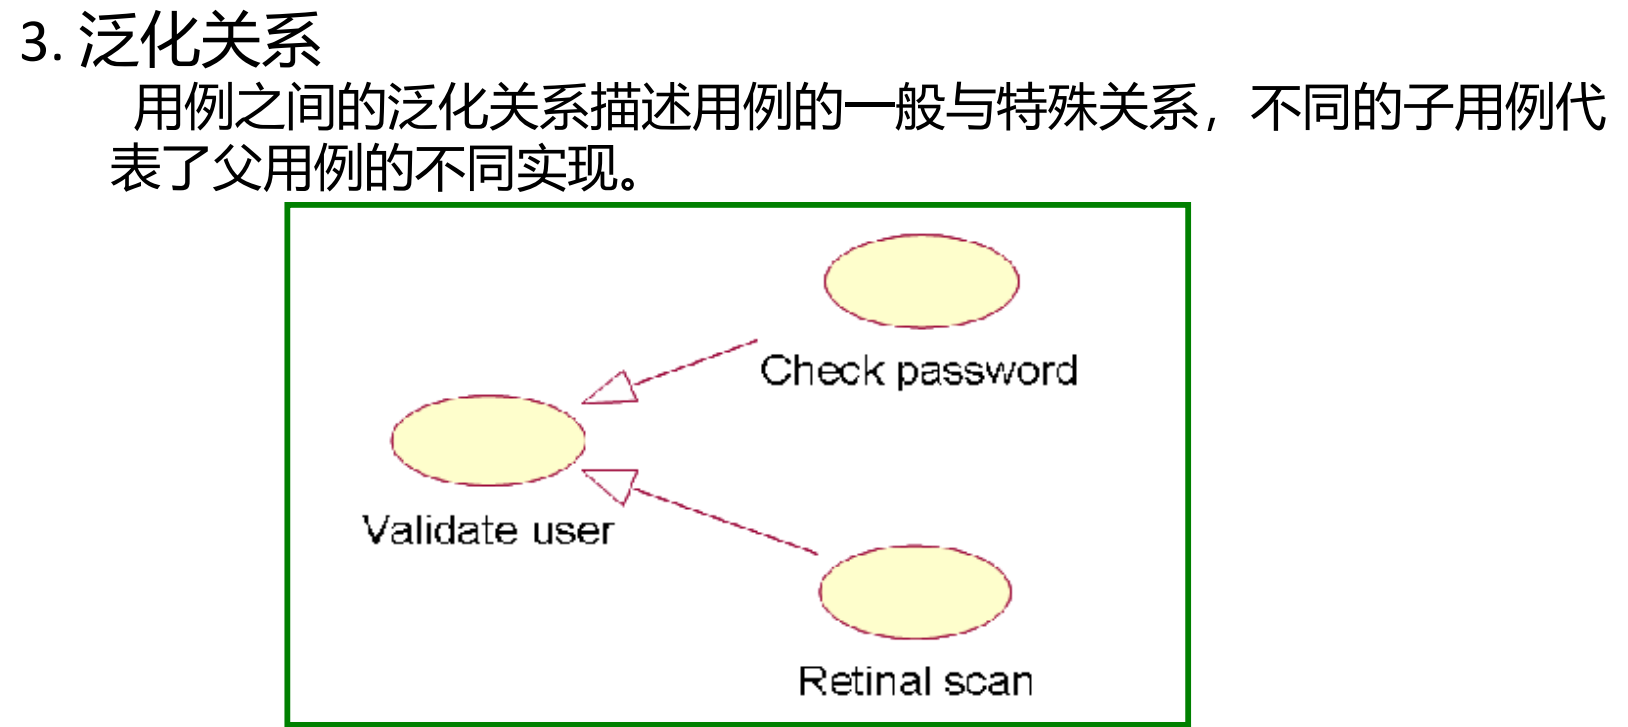 3. 泛化关系
用例之间的泛化关系描述用例的一般与特殊关系，不同的子用例代
表了父用例的不同实现。
Check password
Validate user
Retinal scan